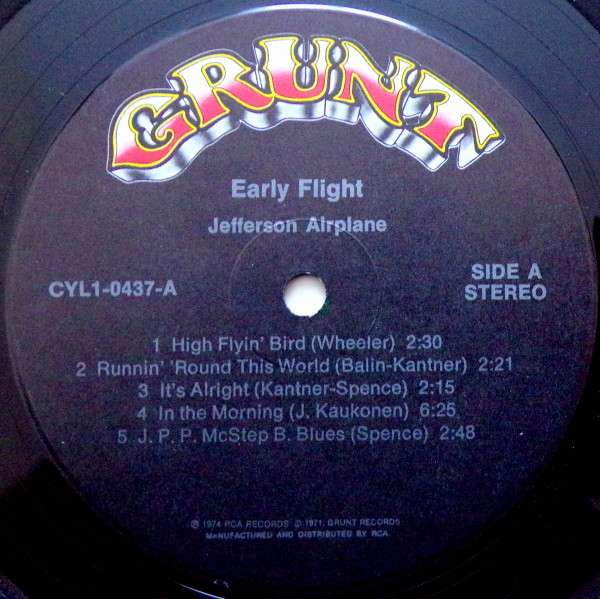 GRUNT
Early Flight
Jefferson Airplane
CYL1-0437-A
SIDE A
STEREO
1 High Flyin' Bird (Wheeler) 2:30
2 Runnin' 'Round This World (Balin-Kantner) 2:21
3 It's Alright (Kantner-Spence) 2:15
4 In the Morning (J. Kaukonen) 6:25
5 J. P. P. McStep B. Blues (Spence) 2:48
℗ 1974 RCA RECORDS © 1971, GRUNT RECORDS
MANUFACTURED AND DISTRIBUTED BY RCA